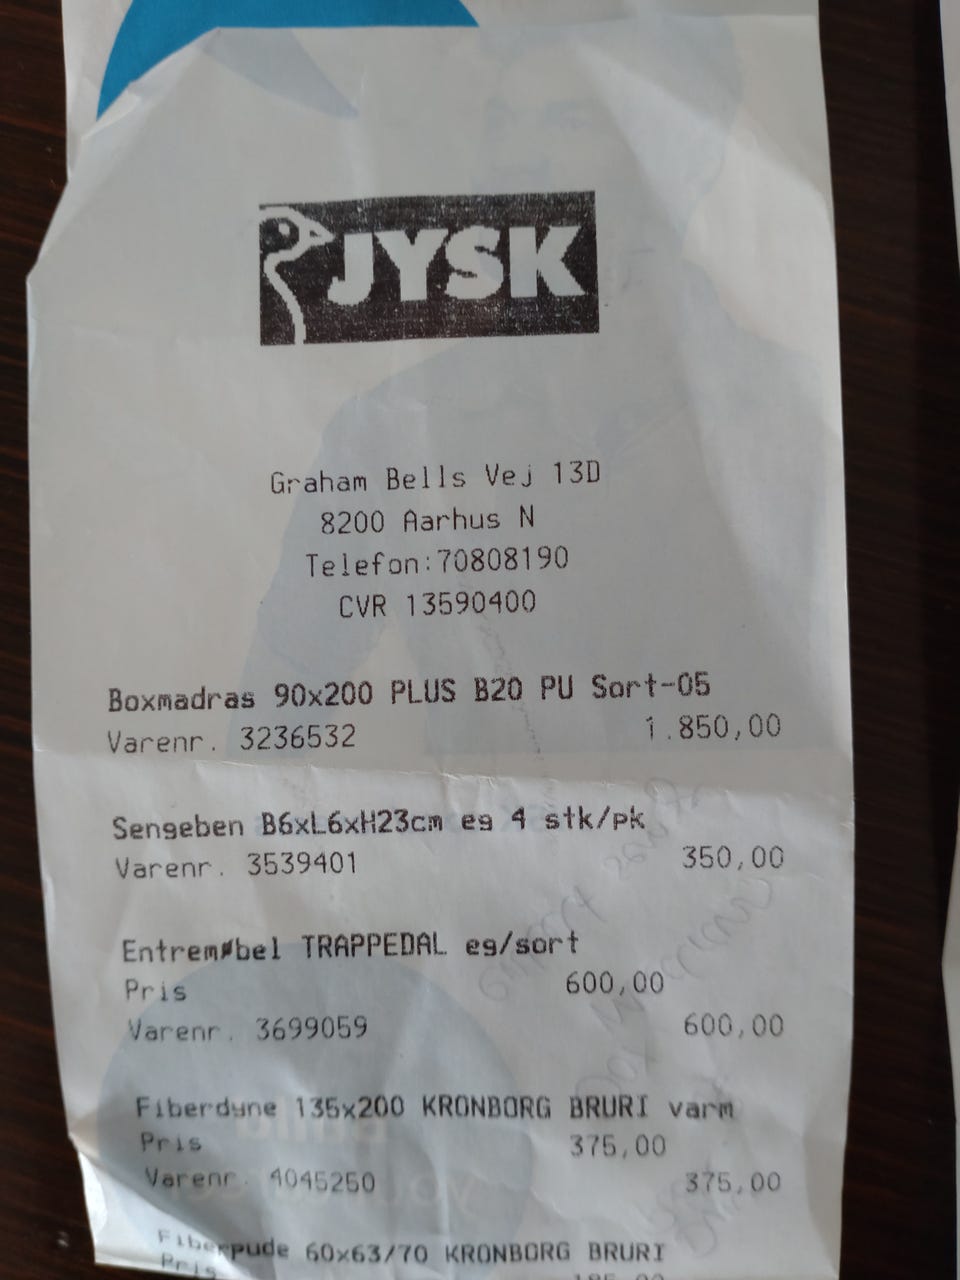 JYSK
Graham Bells Vej 13D
8200 Aarhus N
Telefon:70808190
CVR 13590400
Boxmadras 90x200 PLUS B20 PU Sort-05
Varenr. 3236532 1.850,00
Sengeben B6xL6xH23cm eg 4 stk/pk
Varenr. 3539401 350,00
Entremøbel TRAPPEDAL eg/sort
Pris 600,00
Varenr. 3699059 600,00
Fiberdyne 135x200 KRONBORG BRURI varm
Pris 375,00
Varenr. 4045250 375,00
Fiberpude 60x63/70 KRONBORG BRURI
Pris